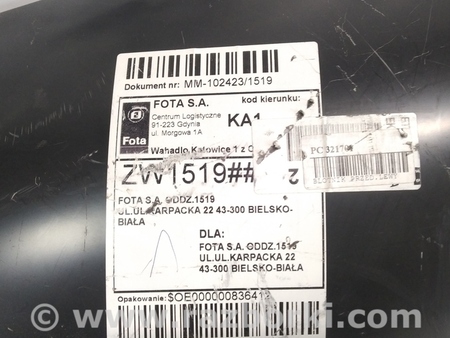 Dokument nr: MM-102423/1519
FOTA S.A.
kod kierunku:
Centrum Logistyczne
91-223 Gdynia
ul. Morgowa 1A
KA1
Fota
Wahadło Katowice 1 z
ZW1519##
FOTA S.A. ODDZ.1519
UL.UL.KARPACKA 22 43-300 BIELSKO-
BIAŁA
DLA:
FOTA S.A. ODDZ.1519
UL.UL.KARPACKA 22
43-300 BIELSKO-BIAŁA
Opakowanie: